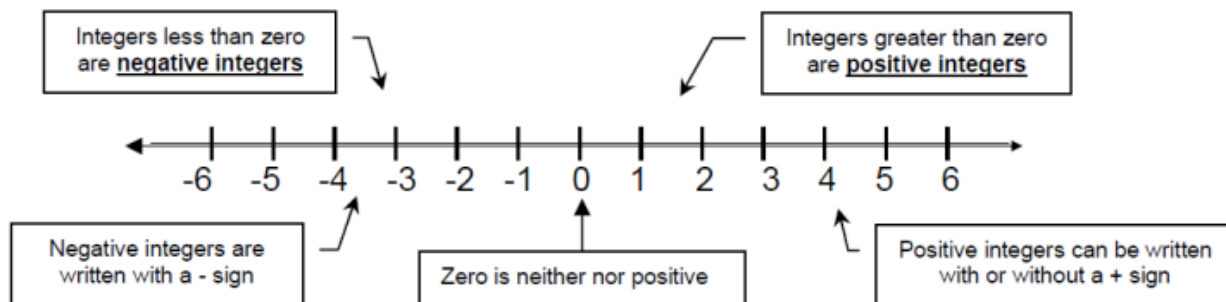 Integers less than zero
are negative integers
Integers greater than zero
are positive integers
-6 -5 -4 -3 -2 -1 0 1 2 3 4 5 6
Negative integers are
written with a - sign
Zero is neither nor positive
Positive integers can be written
with or without a + sign